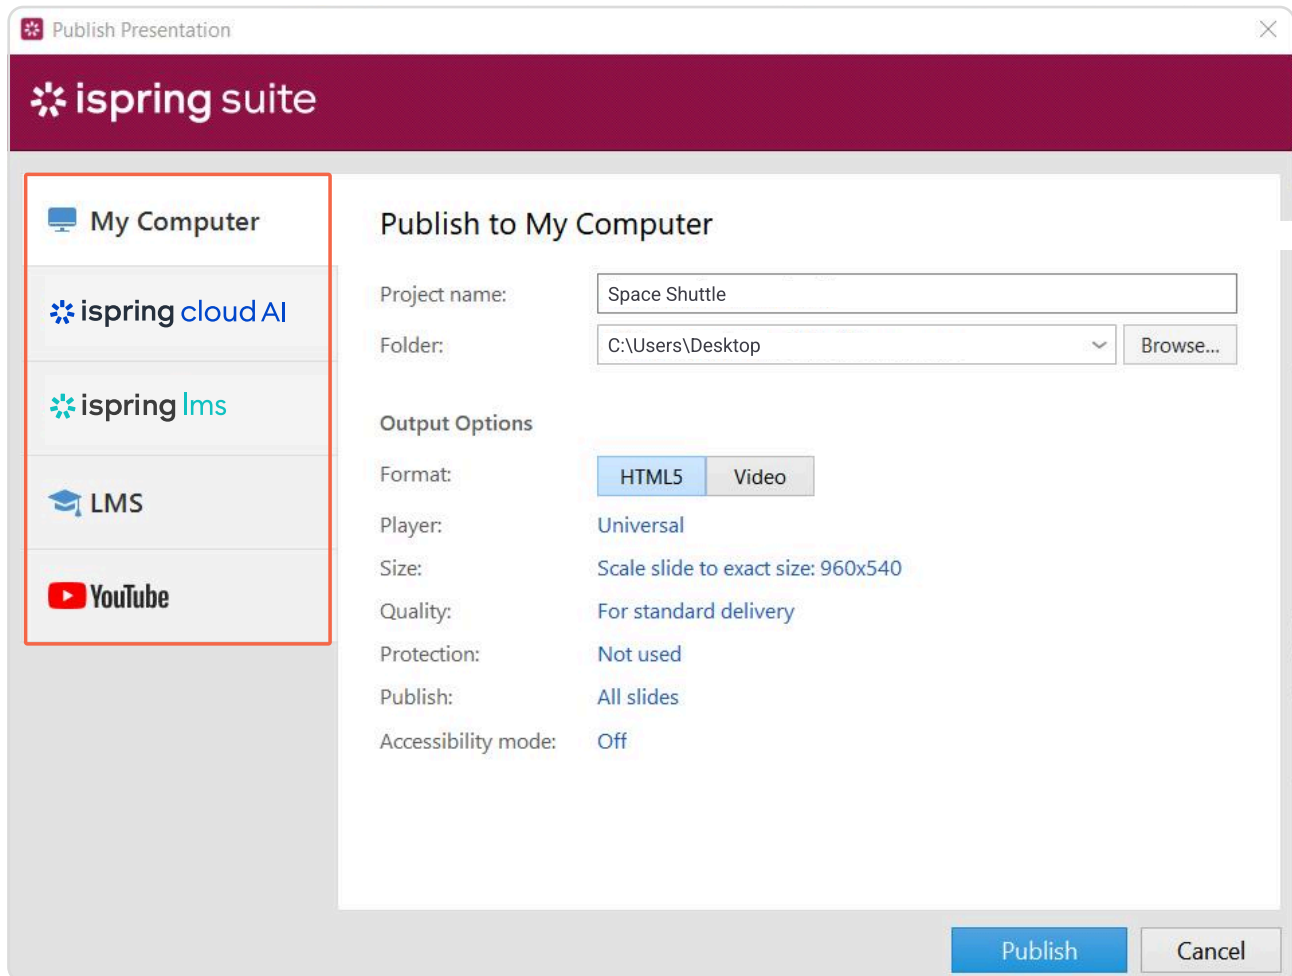 Publish Presentation
ispring suite
My Computer
ispring cloud AI
ispring lms
LMS
YouTube
Publish to My Computer
Project name: Space Shuttle
Folder: C:\Users\Desktop Browse...
Output Options
Format: HTML5 Video
Player: Universal
Size: Scale slide to exact size: 960x540
Quality: For standard delivery
Protection: Not used
Publish: All slides
Accessibility mode: Off
Publish Cancel